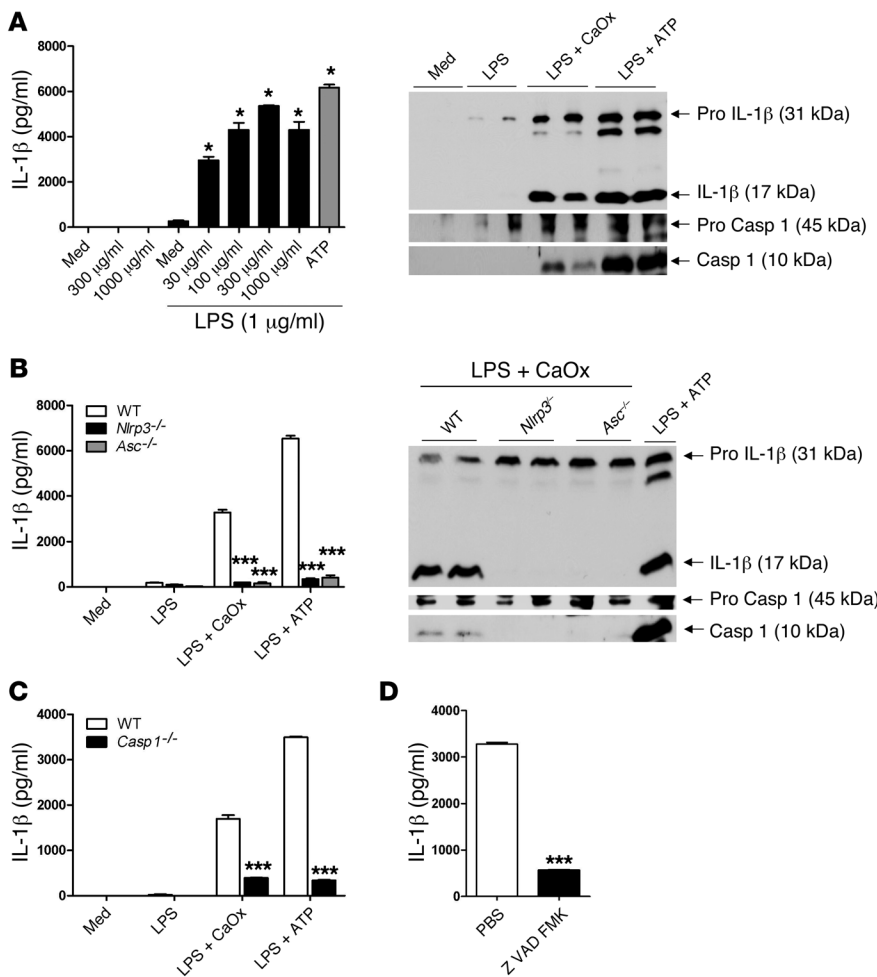 A
8000
6000
4000
2000
0
IL-1β (pg/ml)
*
*
*
*
*
Med
300 μg/ml
1000 μg/ml
Med
30 μg/ml
100 μg/ml
300 μg/ml
1000 μg/ml
ATP
LPS (1 μg/ml)
Med
LPS
LPS + CaOx
LPS + ATP
Pro IL-1β (31 kDa)
IL-1β (17 kDa)
Pro Casp 1 (45 kDa)
Casp 1 (10 kDa)
B
8000
6000
4000
2000
0
IL-1β (pg/ml)
WT
Nlrp3-/-
Asc-/-
***
***
***
***
Med
LPS
LPS + CaOx
LPS + ATP
LPS + CaOx
WT
Nlrp3-/-
Asc-/-
LPS + ATP
Pro IL-1β (31 kDa)
IL-1β (17 kDa)
Pro Casp 1 (45 kDa)
Casp 1 (10 kDa)
C
4000
3000
2000
1000
0
IL-1β (pg/ml)
WT
Casp1-/-
***
***
Med
LPS
LPS + CaOx
LPS + ATP
D
4000
3000
2000
1000
0
IL-1β (pg/ml)
***
PBS
Z VAD FMK